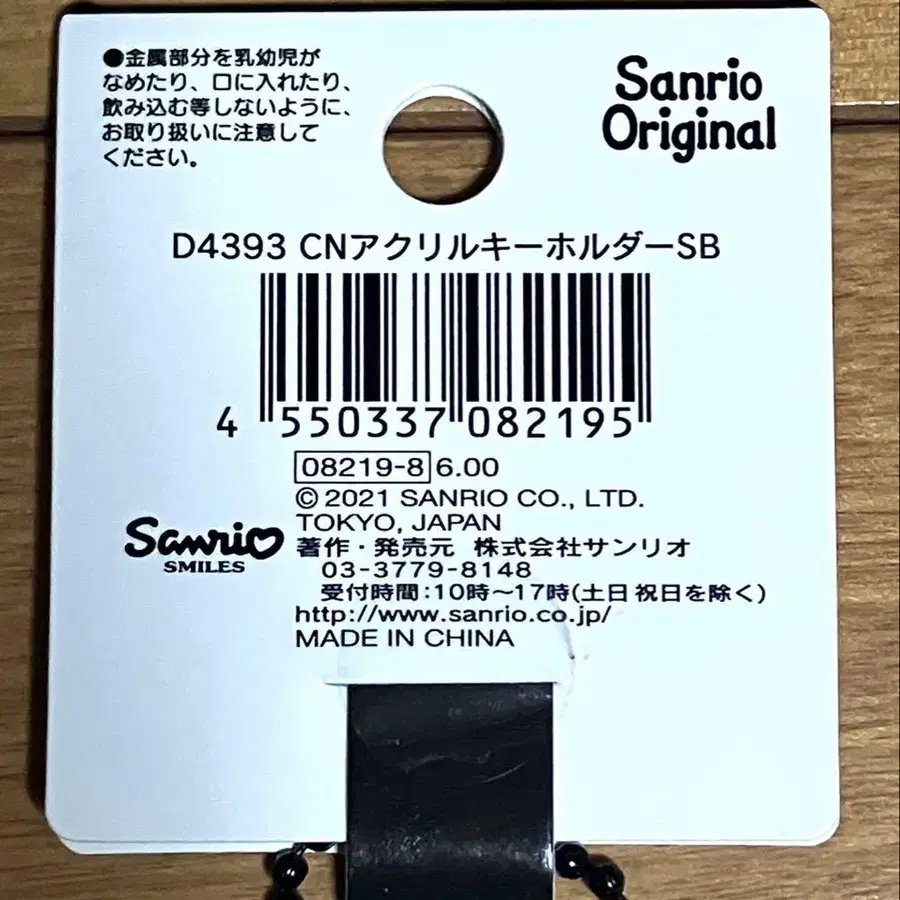 ●金属部分を乳幼児が
なめたり、口に入れたり、
飲み込む等しないように、
お取り扱いに注意して
ください。
Sanrio
Original
D4393 CNアクリルキーホルダーSB
4 550337 082195
08219-8 6.00
© 2021 SANRIO CO., LTD.
TOKYO, JAPAN
Sanrio
SMILES
著作・発売元 株式会社サンリオ
03-3779-8148
受付時間：10時～17時(土日祝日を除く)
http://www.sanrio.co.jp/
MADE IN CHINA